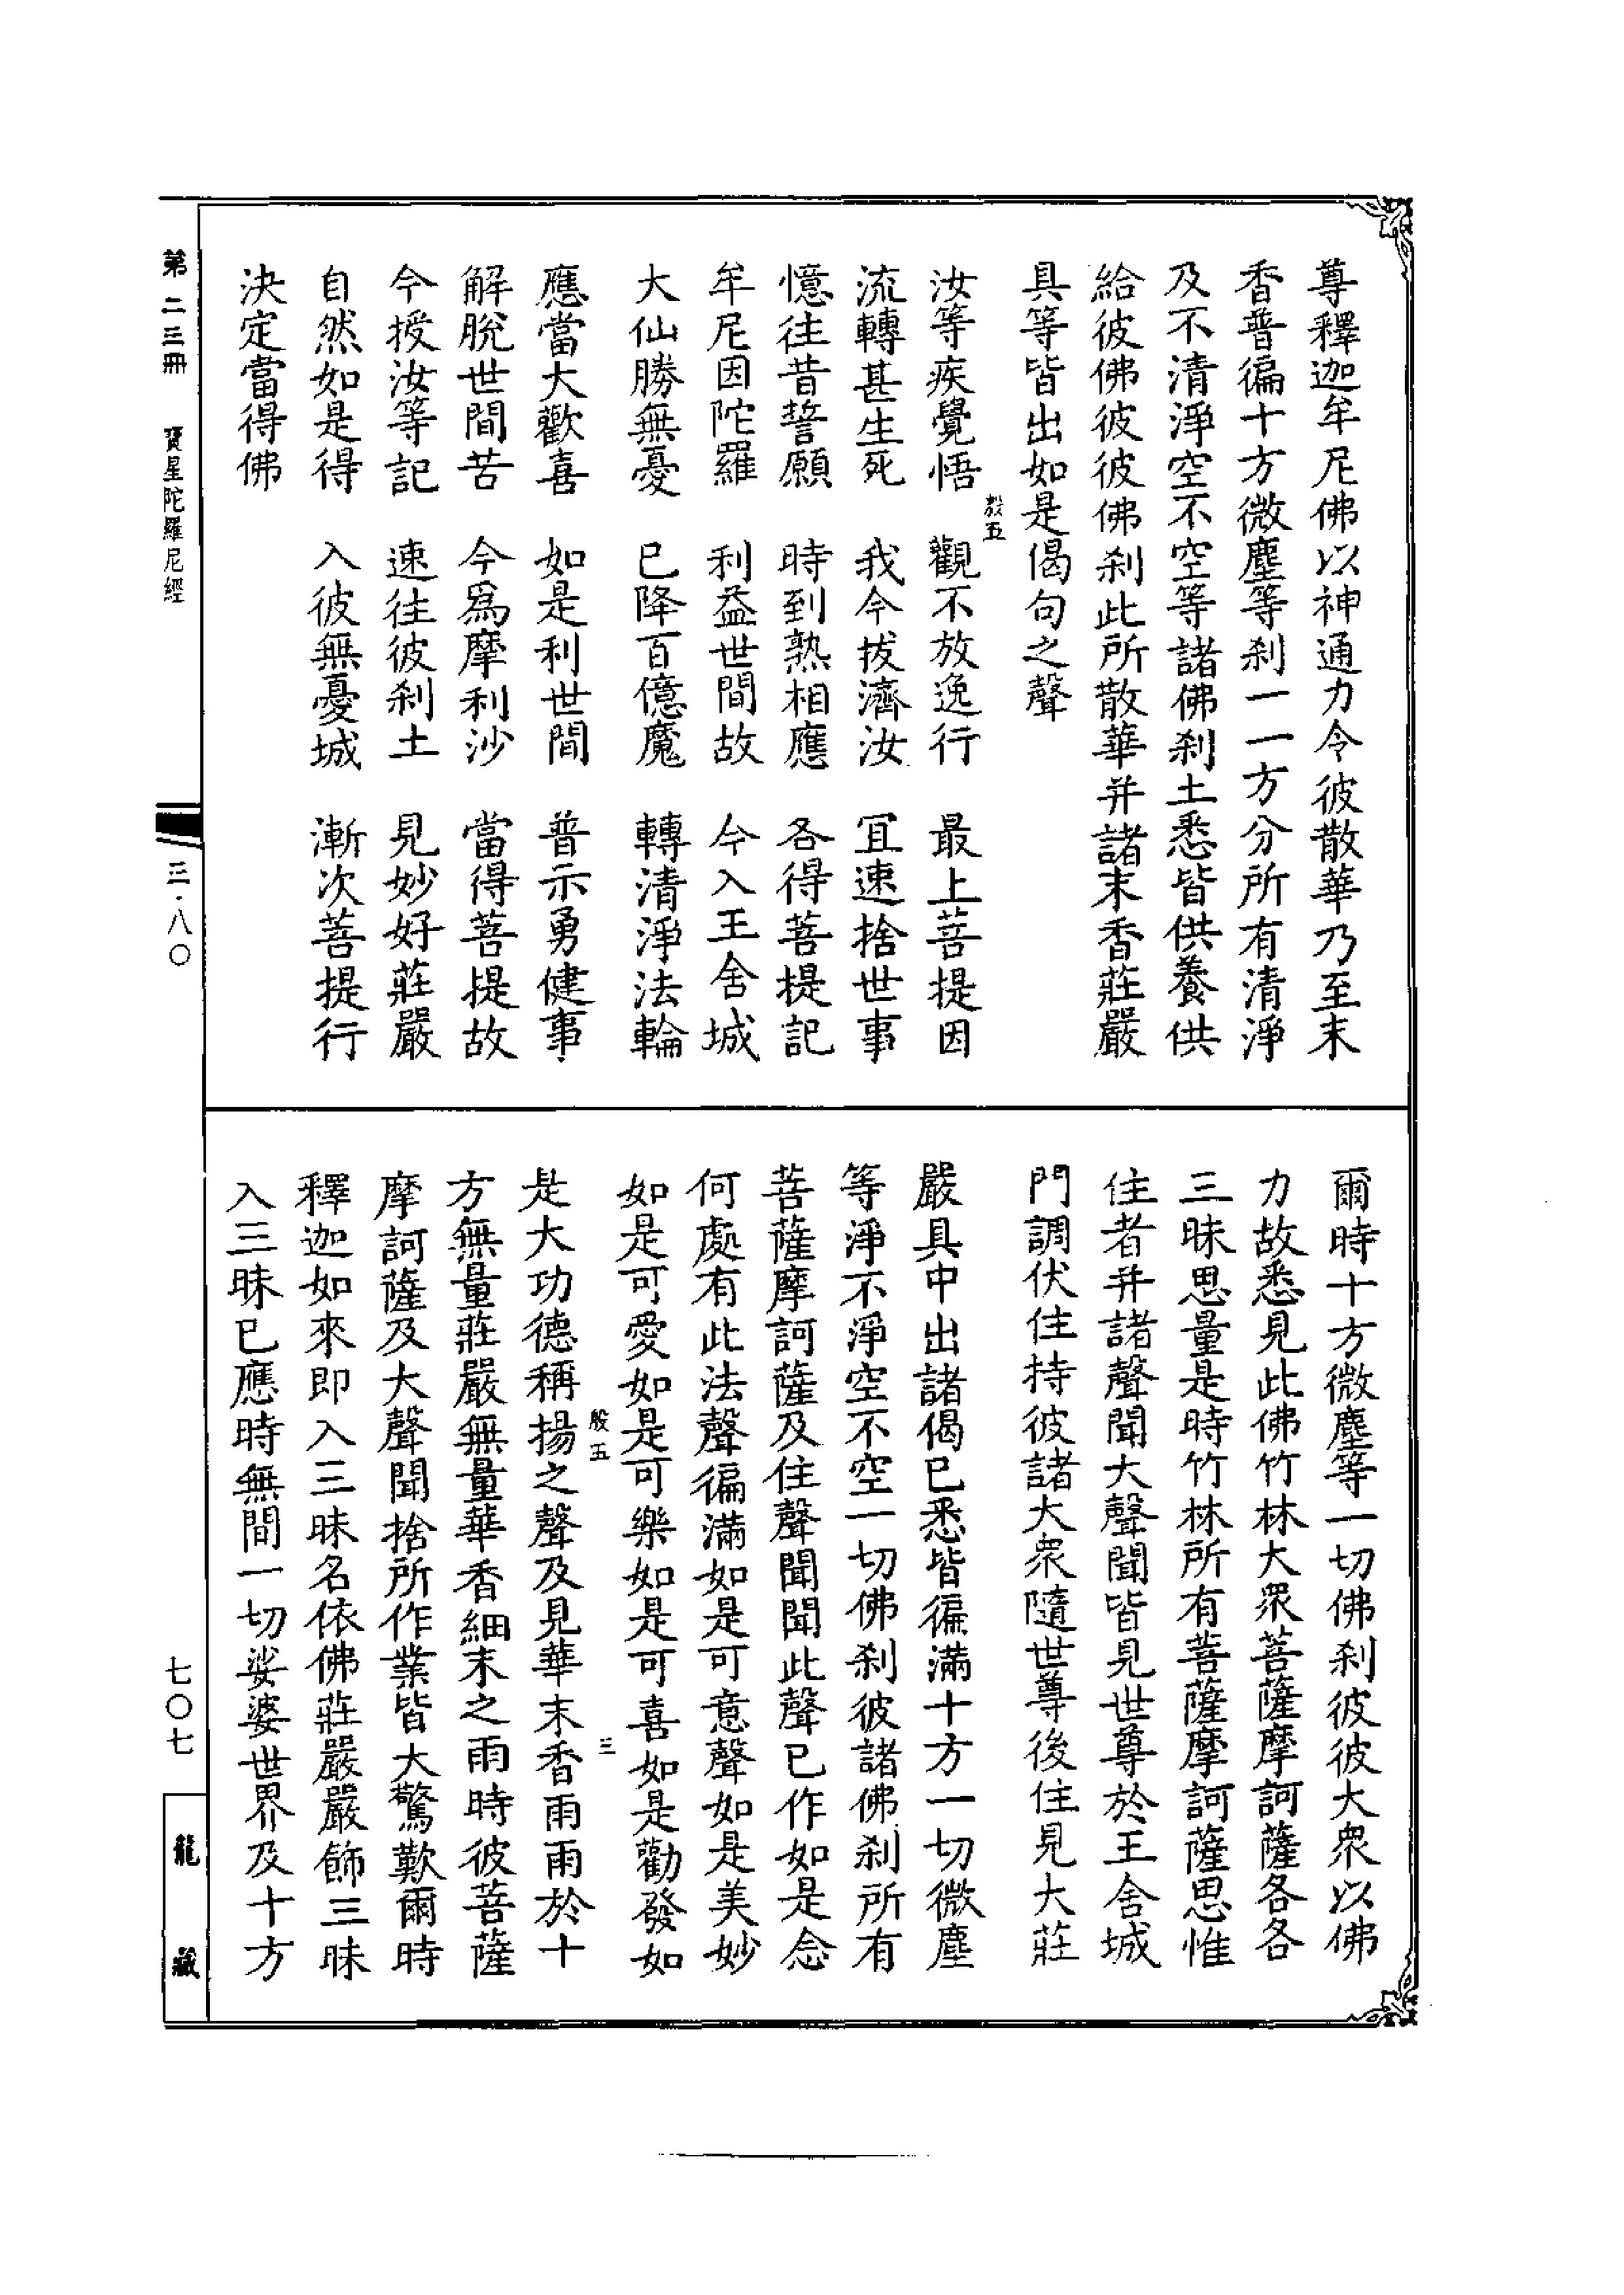 尊釋迦牟尼佛以神通力令彼散華乃至末
香普徧十方微塵等剎一一方分所有清淨
及不清淨空不空等諸佛剎土悉皆供養供
給彼佛彼彼佛剎此所散華并諸末香莊嚴
具等皆出如是偈句之聲
殷五
汝等疾覺悟　觀不放逸行　最上菩提因
流轉甚生死　我今拔濟汝　宜速捨世事
憶往昔誓願　時到熟相應　各得菩提記
牟尼因陀羅　利益世間故　今入王舍城
大仙勝無憂　已降百億魔　轉清淨法輪
應當大歡喜　如是利世間　普示勇健事
解脫世間苦　今爲摩利沙　當得菩提故
今授汝等記　速往彼剎土　見妙好莊嚴
自然如是得　入彼無憂城　漸次菩提行
決定當得佛
爾時十方微塵等一切佛剎彼彼大衆以佛
力故悉見此佛竹林大衆菩薩摩訶薩各各
三昧思量是時竹林所有菩薩摩訶薩思惟
住者并諸聲聞大聲聞皆見世尊於王舍城
門調伏住持彼諸大衆隨世尊後住見大莊
嚴具中出諸偈已悉皆徧滿十方一切微塵
等淨不淨空不空一切佛剎彼諸佛剎所有
菩薩摩訶薩及住聲聞聞此聲已作如是念
何處有此法聲徧滿如是可意聲如是美妙
如是可愛如是可樂如是可喜如是勸發如
殷五
三
是大功德稱揚之聲及見華末香雨雨於十
方無量莊嚴無量華香細末之雨時彼菩薩
摩訶薩及大聲聞捨所作業皆大驚歎爾時
釋迦如來即入三昧名依佛莊嚴嚴飾三昧
入三昧已應時無間一切娑婆世界及十方
第二三冊　寶星陀羅尼經
三·八〇
七〇七
龍藏